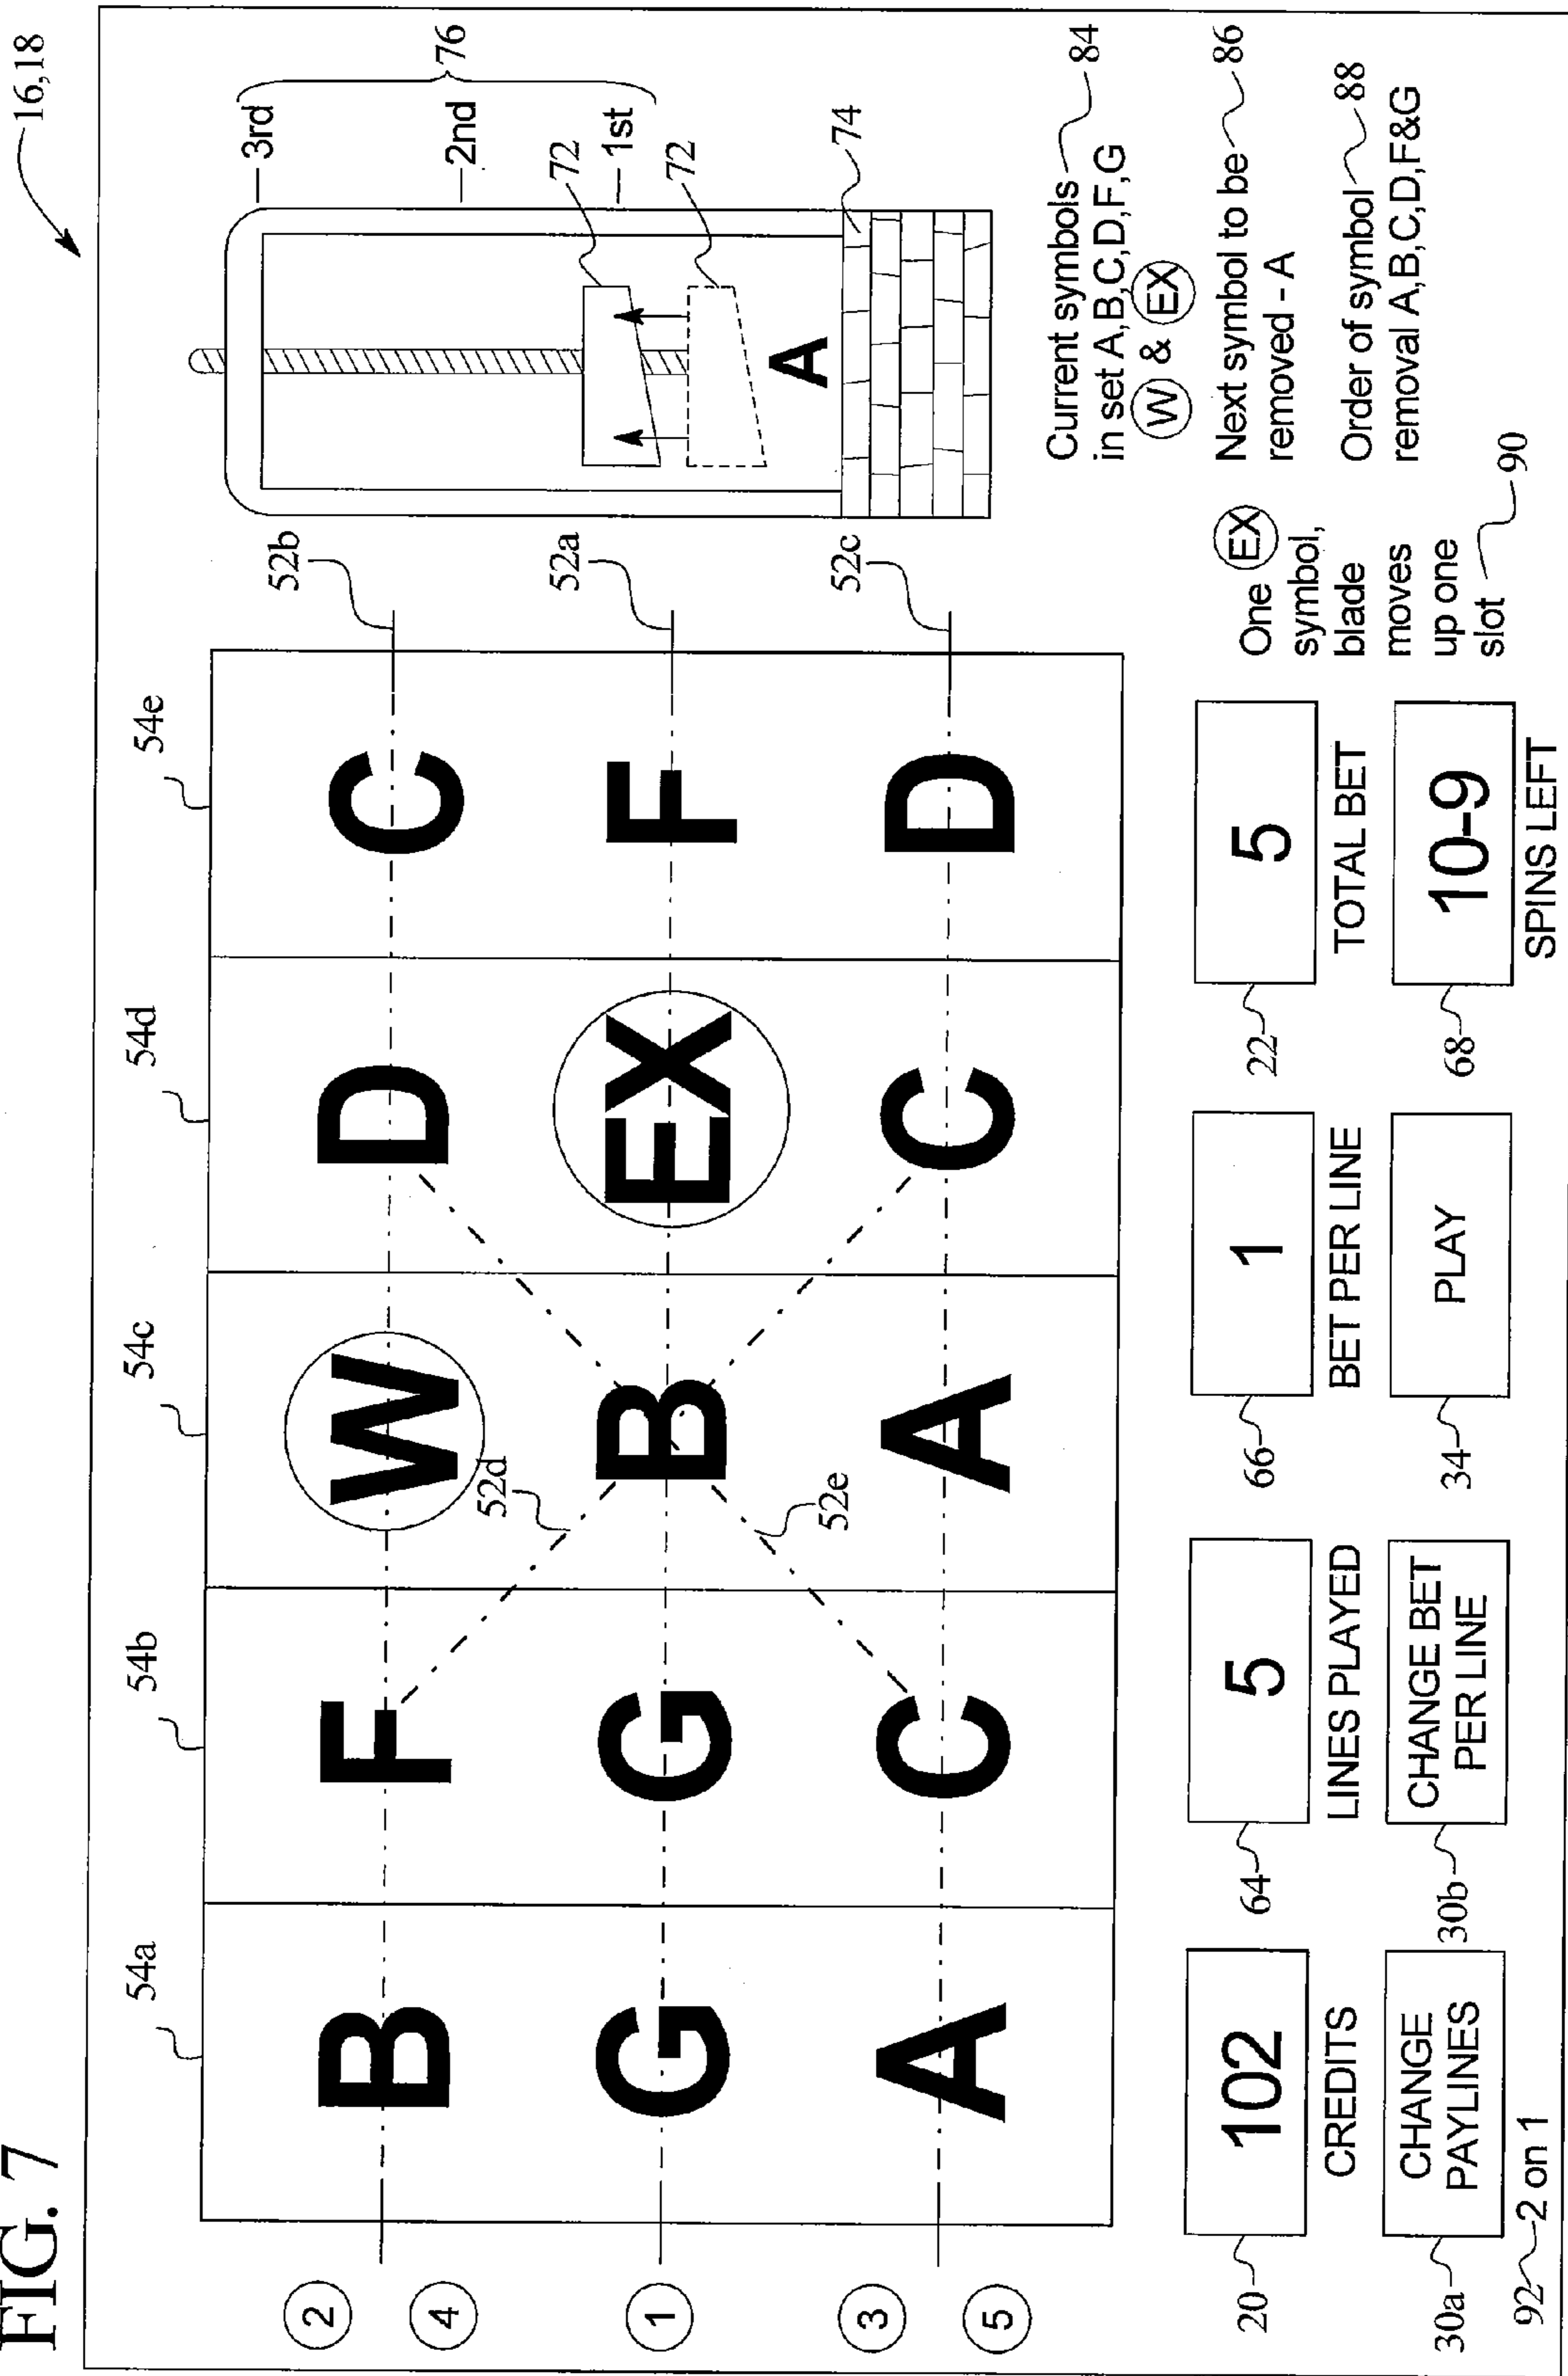 FIG. 7
16,18
54a
54b
54c
54d
54e
2
4
B
F
W
D
C
52b
52d
1
G
G
B
EX
F
52a
52e
3
5
A
C
A
C
D
52c
3rd
2nd
76
1st
72
72
A
74
Current symbols 84
in set A,B,C,D,F,G
W & EX
Next symbol to be 86
removed - A
Order of symbol 88
removal A,B,C,D,F&G
One EX
symbol,
blade
moves
up one
slot 90
20
102
CREDITS
64
5
LINES PLAYED
66
1
BET PER LINE
22
5
TOTAL BET
30a
CHANGE
PAYLINES
30b
CHANGE BET
PER LINE
34
PLAY
68
10-9
SPINS LEFT
92 2 on 1